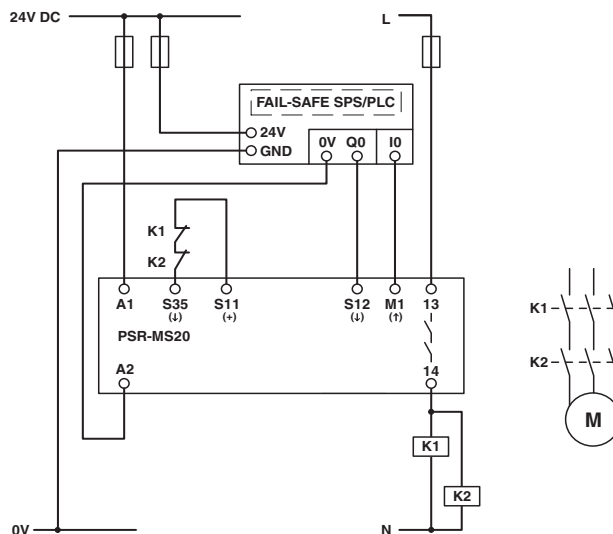 24V DC
L
FAIL-SAFE SPS/PLC
24V
GND
0V Q0 I0
K1
K2
A1 S35 S11 S12 M1 13
(↓) (+) (↓) (↑)
PSR-MS20
A2 14
K1
K2
M
K1
K2
0V N